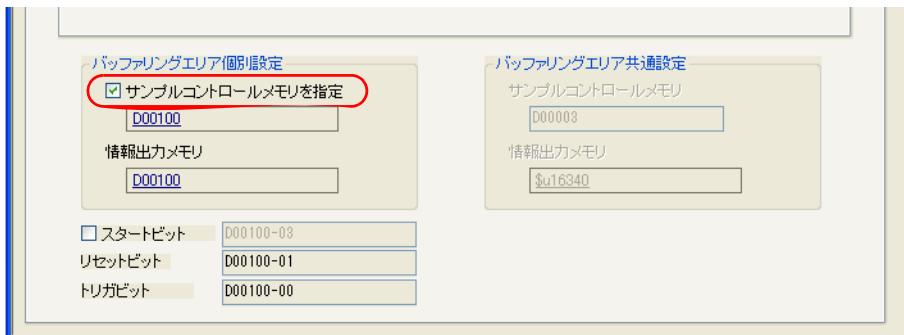 バッファリングエリア個別設定
サンプルコントロールメモリを指定
D00100
情報出力メモリ
D00100
バッファリングエリア共通設定
サンプルコントロールメモリ
D00003
情報出力メモリ
$u16340
スタートビット D00100-03
リセットビット D00100-01
トリガビット D00100-00